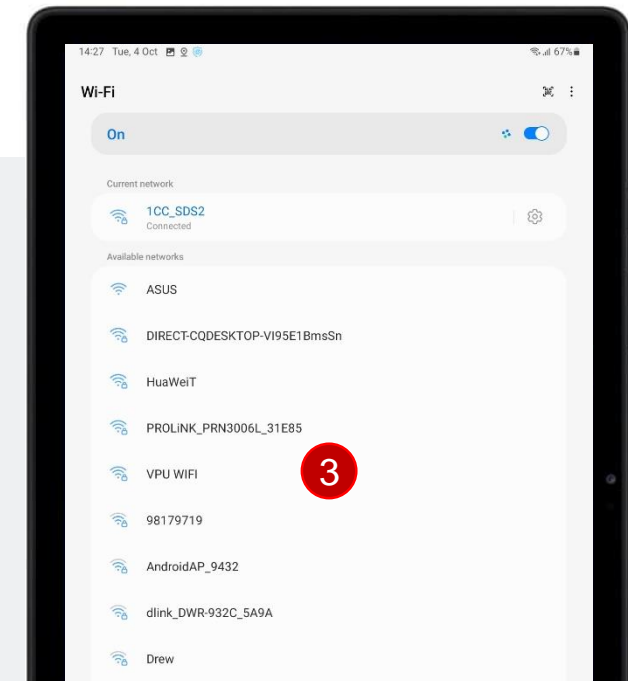 14:27 Tue, 4 Oct 67%
Wi-Fi
On
Current network
1CC_SDS2
Connected
Available networks
ASUS
DIRECT-CQDESKTOP-VI95E1BmsSn
HuaWeiT
PROLiNK_PRN3006L_31E85
VPU WIFI
3
98179719
AndroidAP_9432
dlink_DWR-932C_5A9A
Drew